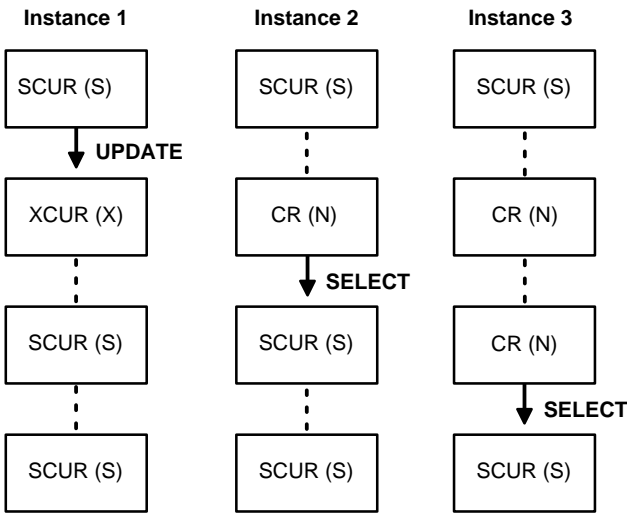 Instance 1 Instance 2 Instance 3
SCUR (S) SCUR (S) SCUR (S)
UPDATE
XCUR (X) CR (N) CR (N)
SELECT
SCUR (S) SCUR (S) CR (N)
SELECT
SCUR (S) SCUR (S) SCUR (S)